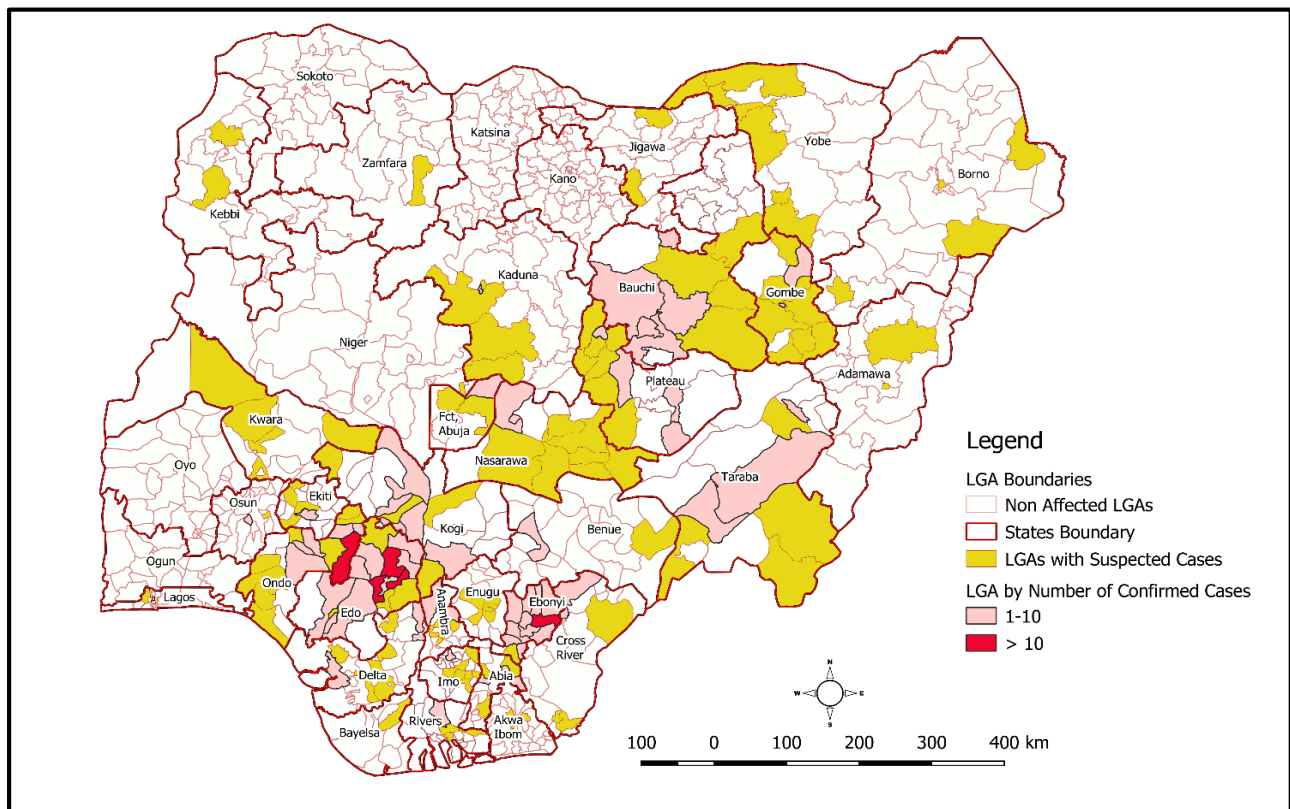 Sokoto
Katsina
Jigawa
Yobe
Zamfara
Kano
Borno
Kebbi
Kaduna
Bauchi
Gombe
Niger
Adamawa
Plateau
Fct,
Abuja
Kwara
Nasarawa
Oyo
Taraba
Ekiti
Osun
Kogi
Benue
Ogun
Ondo
Lagos
Enugu
Ebonyi
Anambra
Edo
Cross
River
Delta
Imo
Abia
Rivers
Akwa
Ibom
Bayelsa
Legend
LGA Boundaries
Non Affected LGAs
States Boundary
LGAs with Suspected Cases
LGA by Number of Confirmed Cases
1-10
> 10
N
W
E
S
100 0 100 200 300 400 km